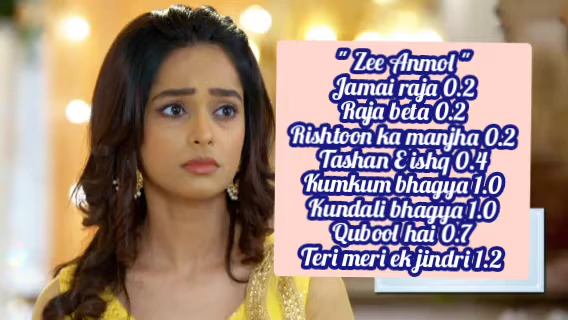 " Zee Anmol "
Jamai raja 0.2
Raja beta 0.2
Rishtoon ka manjha 0.2
Tashan E ishq 0.4
Kumkum bhagya 1.0
Kundali bhagya 1.0
Qubool hai 0.7
Teri meri ek jindri 1.2